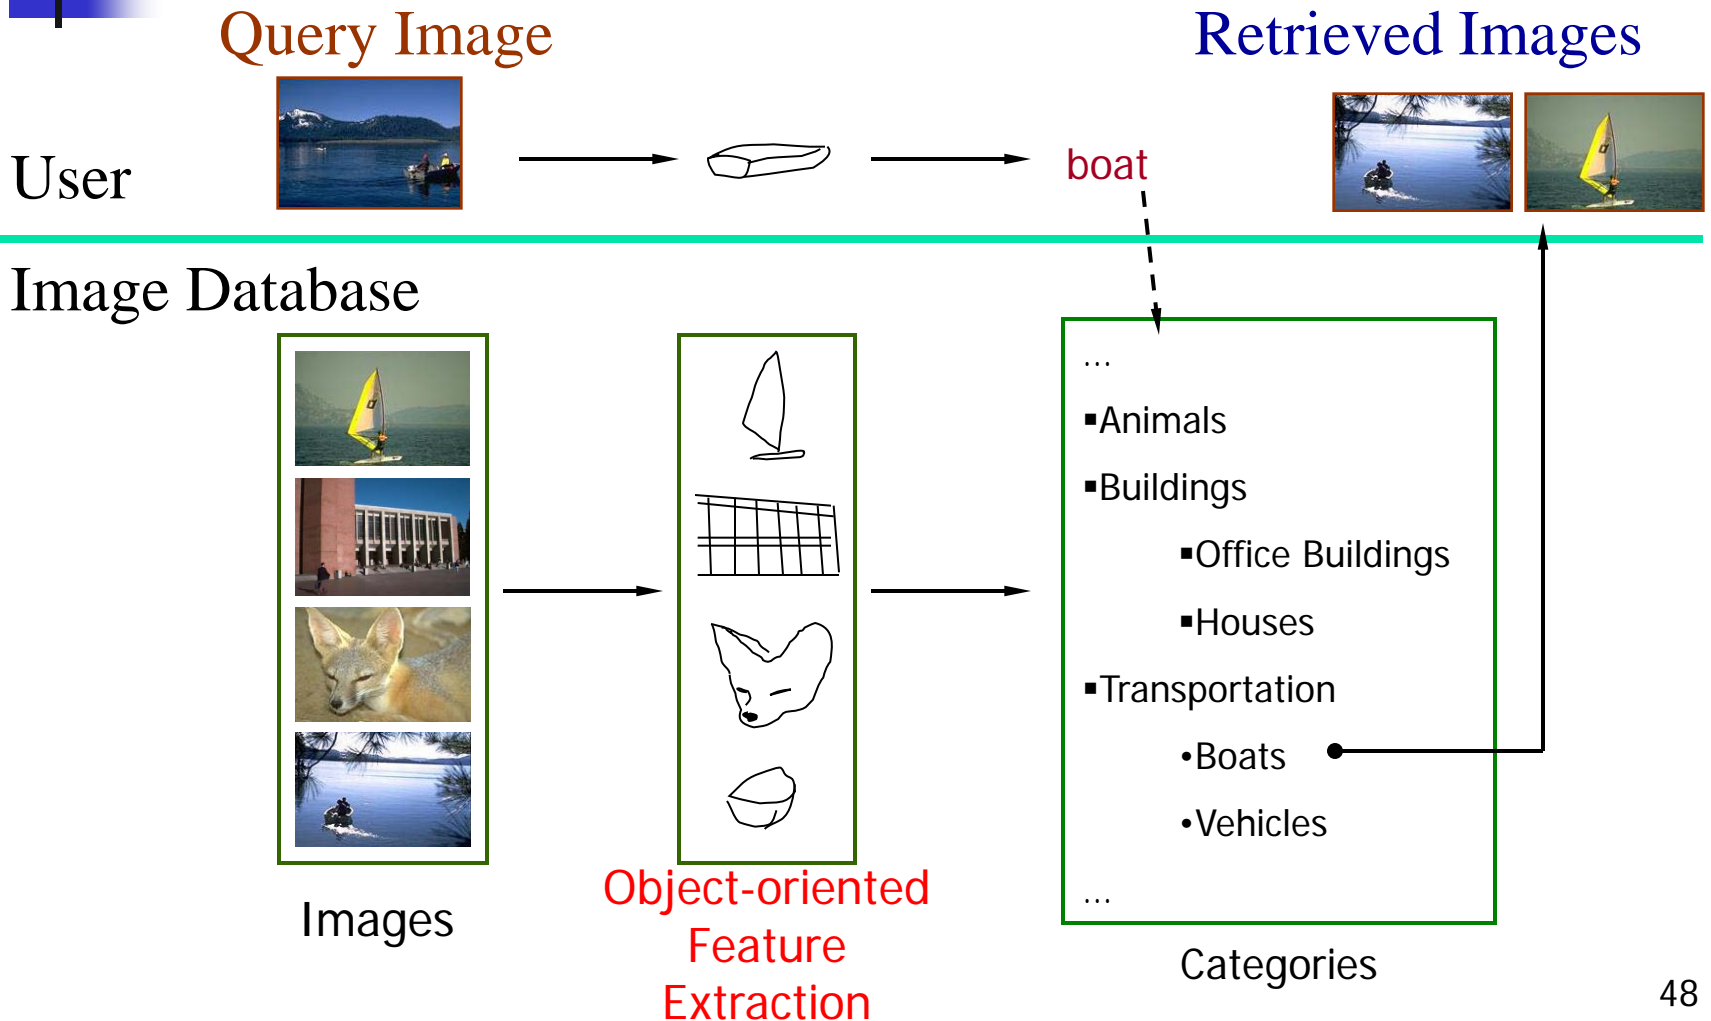 Query Image
Retrieved Images
User
boat
Image Database
…
▪Animals
▪Buildings
▪Office Buildings
▪Houses
▪Transportation
•Boats
•Vehicles
…
Images
Object-oriented
Feature
Extraction
Categories
48